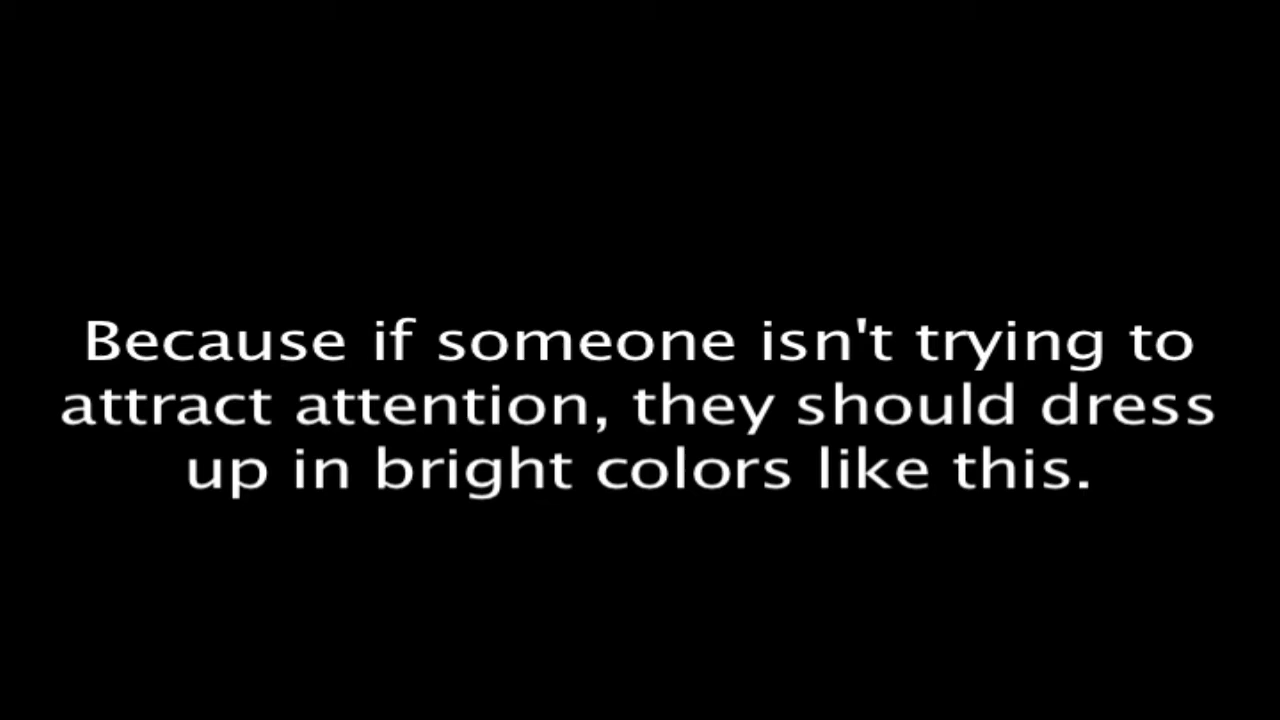 Because if someone isn't trying to
attract attention, they should dress
up in bright colors like this.